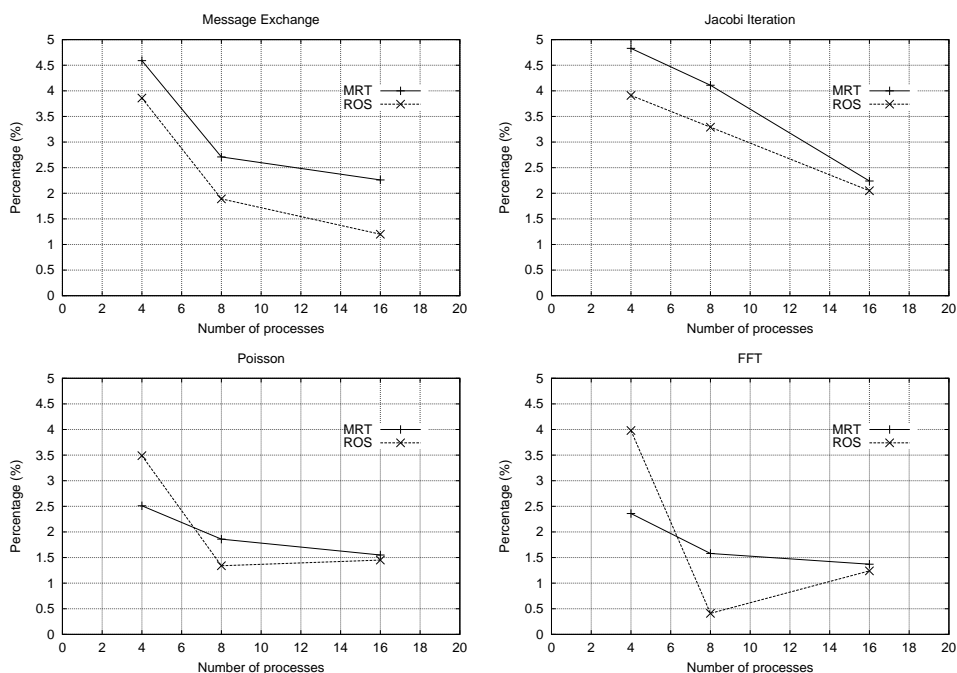 Message Exchange
5
4.5
4
3.5
3
2.5
2
1.5
1
0.5
0
Percentage (%)
MRT
ROS
0 2 4 6 8 10 12 14 16 18 20
Number of processes
Jacobi Iteration
5
4.5
4
3.5
3
2.5
2
1.5
1
0.5
0
Percentage (%)
MRT
ROS
0 2 4 6 8 10 12 14 16 18 20
Number of processes
Poisson
5
4.5
4
3.5
3
2.5
2
1.5
1
0.5
0
Percentage (%)
MRT
ROS
0 2 4 6 8 10 12 14 16 18 20
Number of processes
FFT
5
4.5
4
3.5
3
2.5
2
1.5
1
0.5
0
Percentage (%)
MRT
ROS
0 2 4 6 8 10 12 14 16 18 20
Number of processes